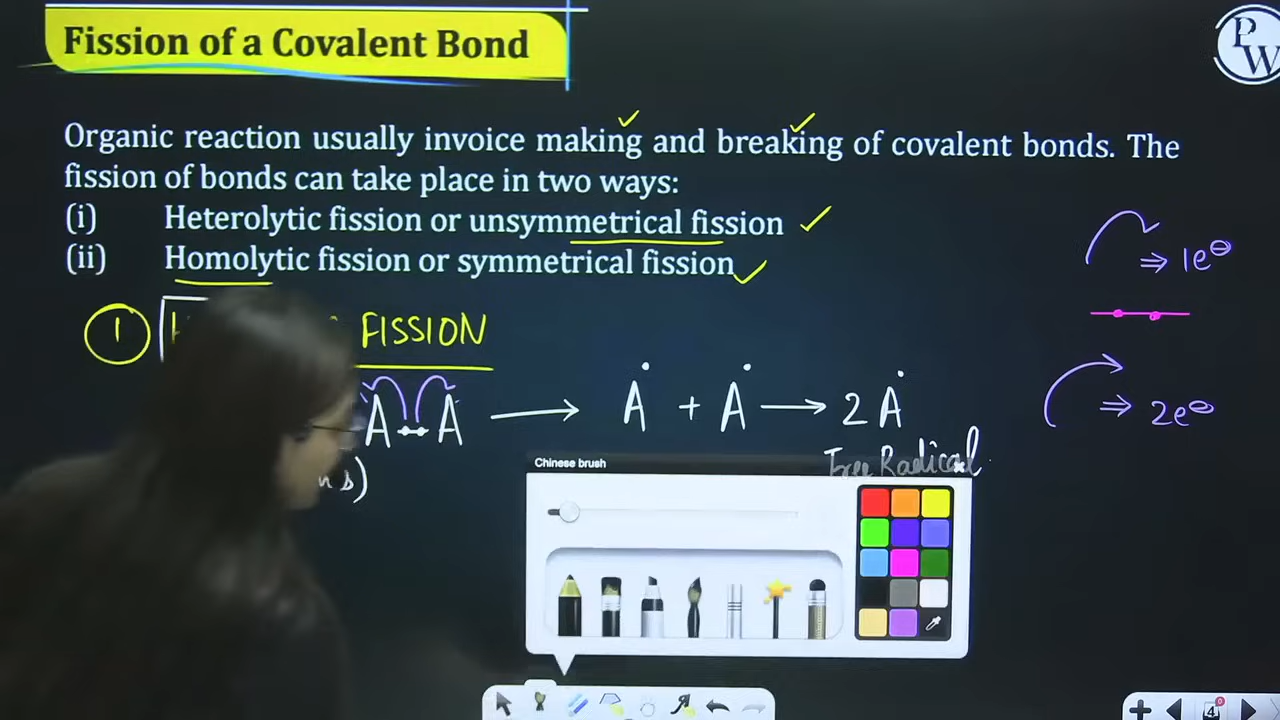 Fission of a Covalent Bond
PW
Organic reaction usually invoice making and breaking of covalent bonds. The
fission of bonds can take place in two ways:
(i) Heterolytic fission or unsymmetrical fission
(ii) Homolytic fission or symmetrical fission
⇒ 1e⊖
1 FISSION
A A ⟶ Ȧ + Ȧ ⟶ 2Ȧ
⇒ 2e⊖
Free Radical
Chinese brush
4